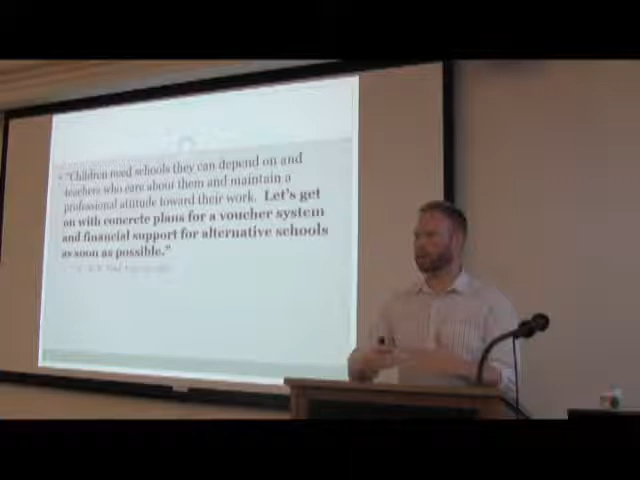 "Children need schools they can depend on and
teachers who care about them and maintain a
professional attitude toward their work. Let's get
on with concrete plans for a voucher system
and financial support for alternative schools
as soon as possible."